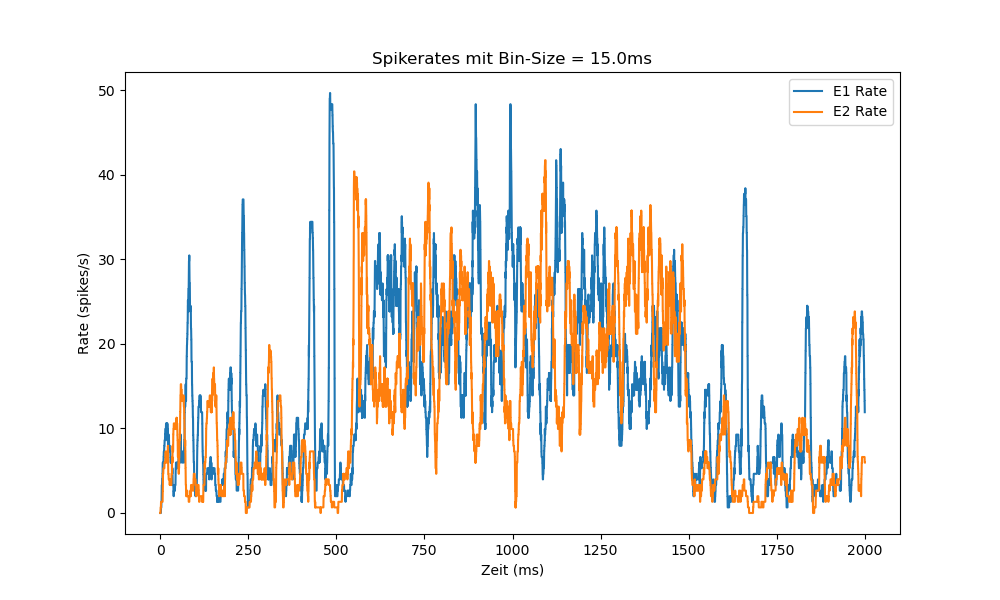 Spikerates mit Bin-Size = 15.0ms
E1 Rate
E2 Rate
50
40
30
20
10
0
Rate (spikes/s)
0 250 500 750 1000 1250 1500 1750 2000
Zeit (ms)